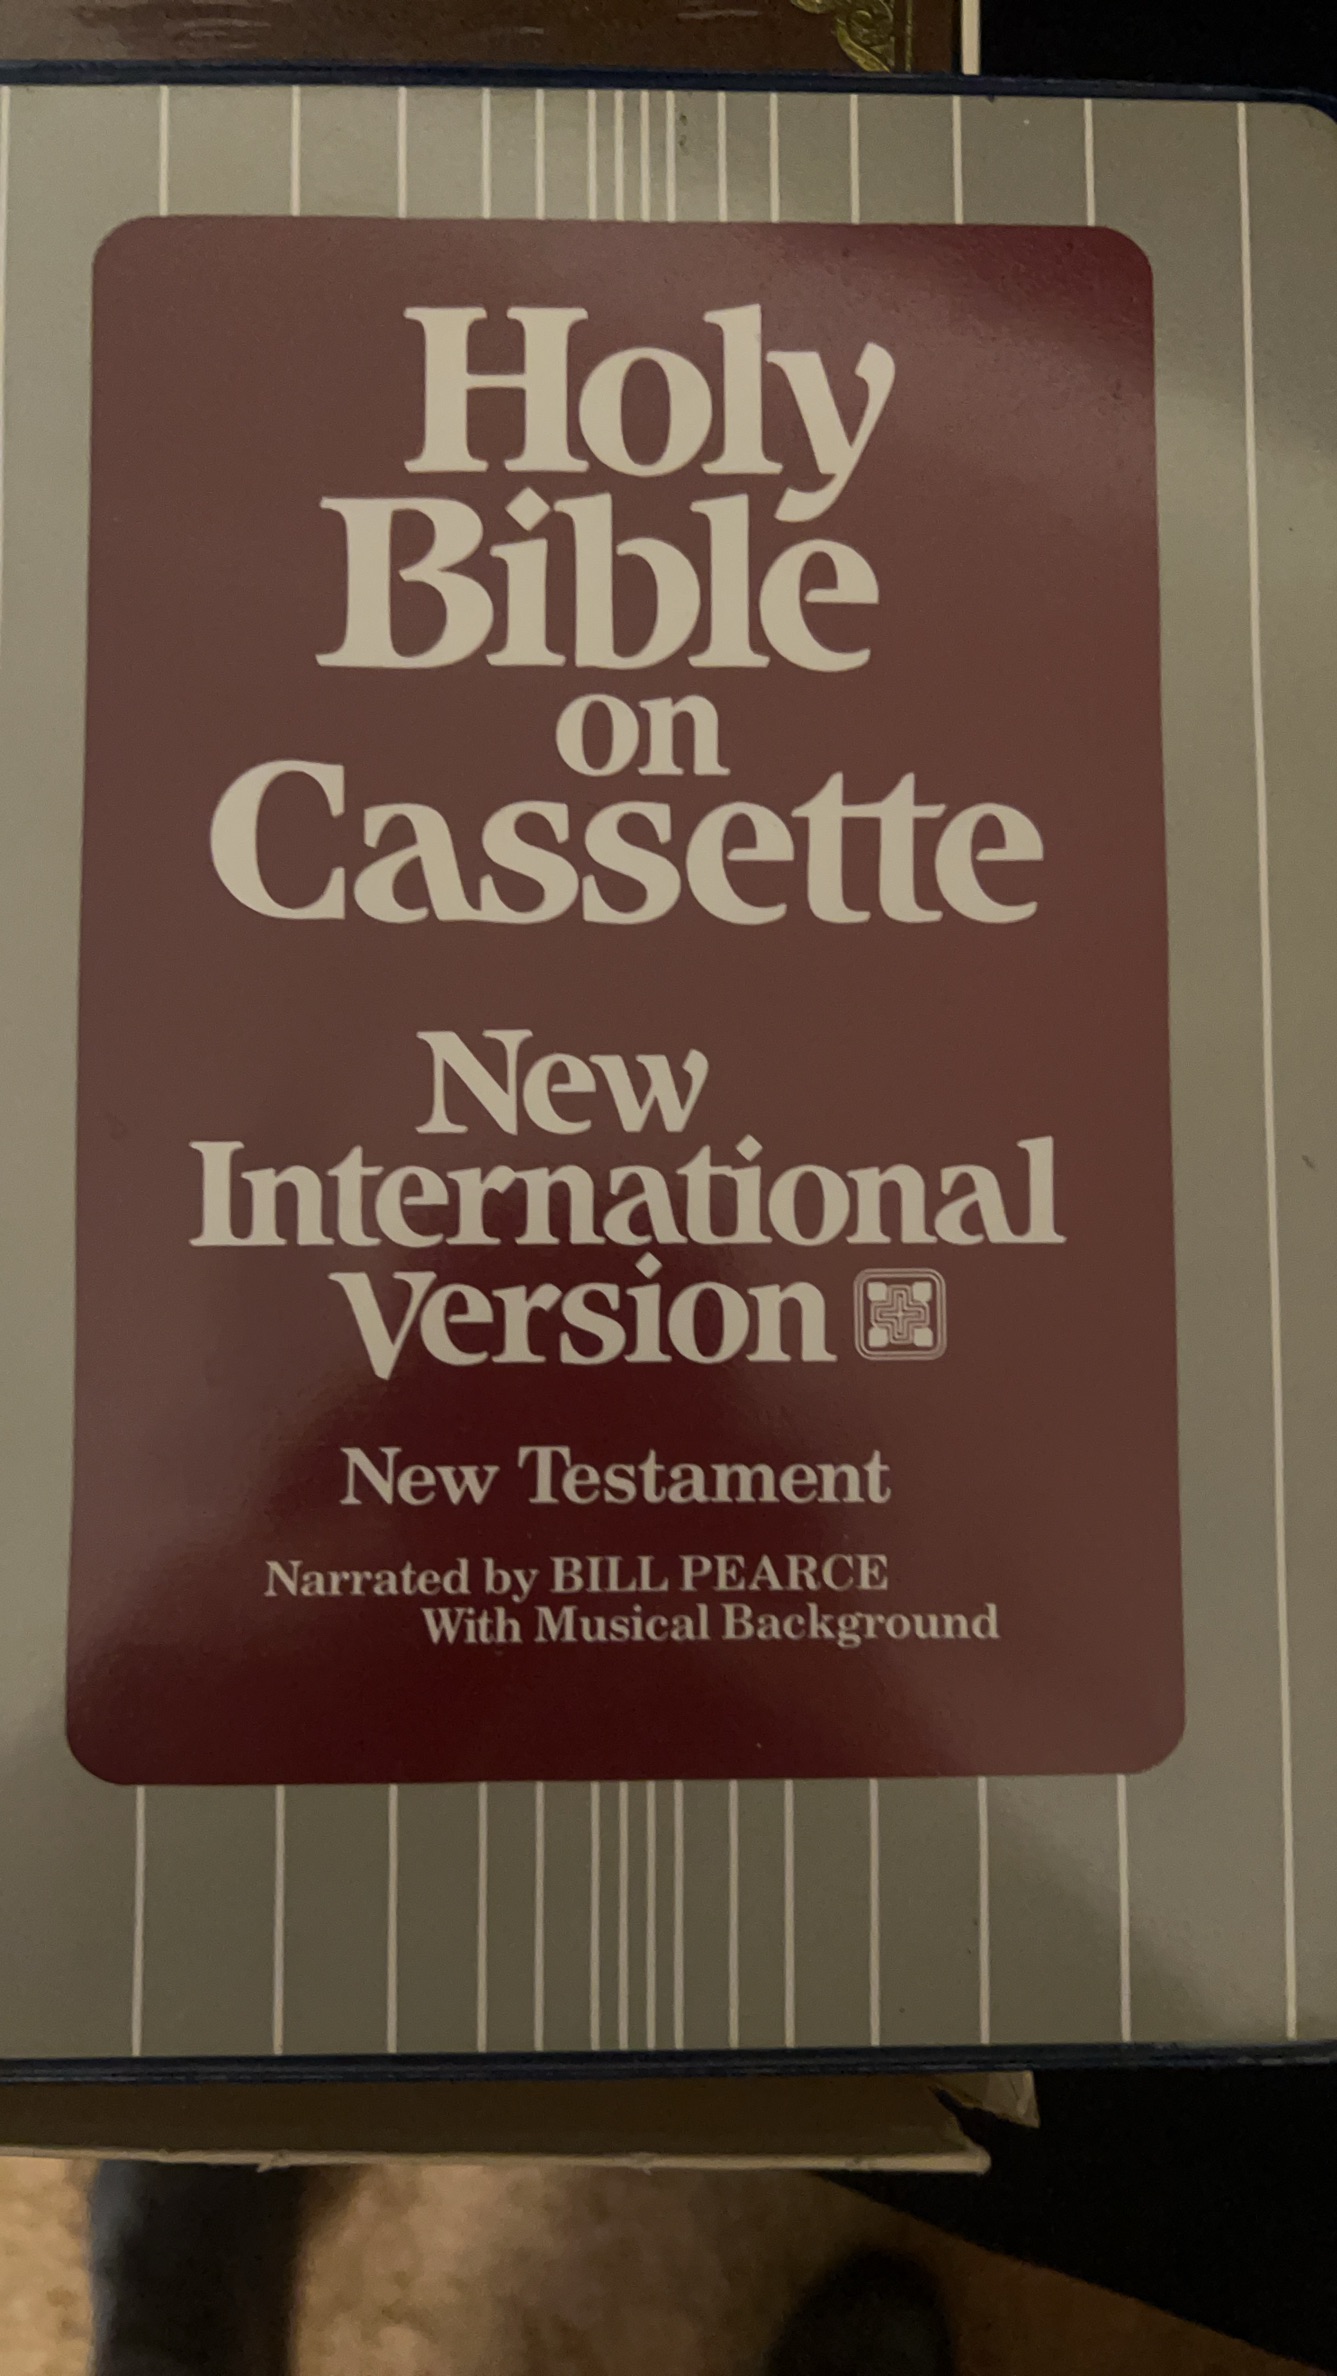 Holy
Bible
on
Cassette
New
International
Version
New Testament
Narrated by BILL PEARCE
With Musical Background